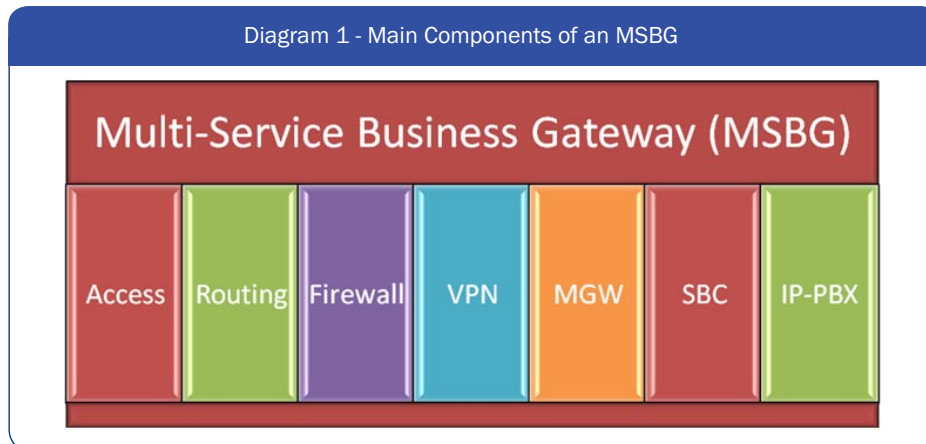 Diagram 1 - Main Components of an MSBG
Multi-Service Business Gateway (MSBG)
Access Routing Firewall VPN MGW SBC IP-PBX